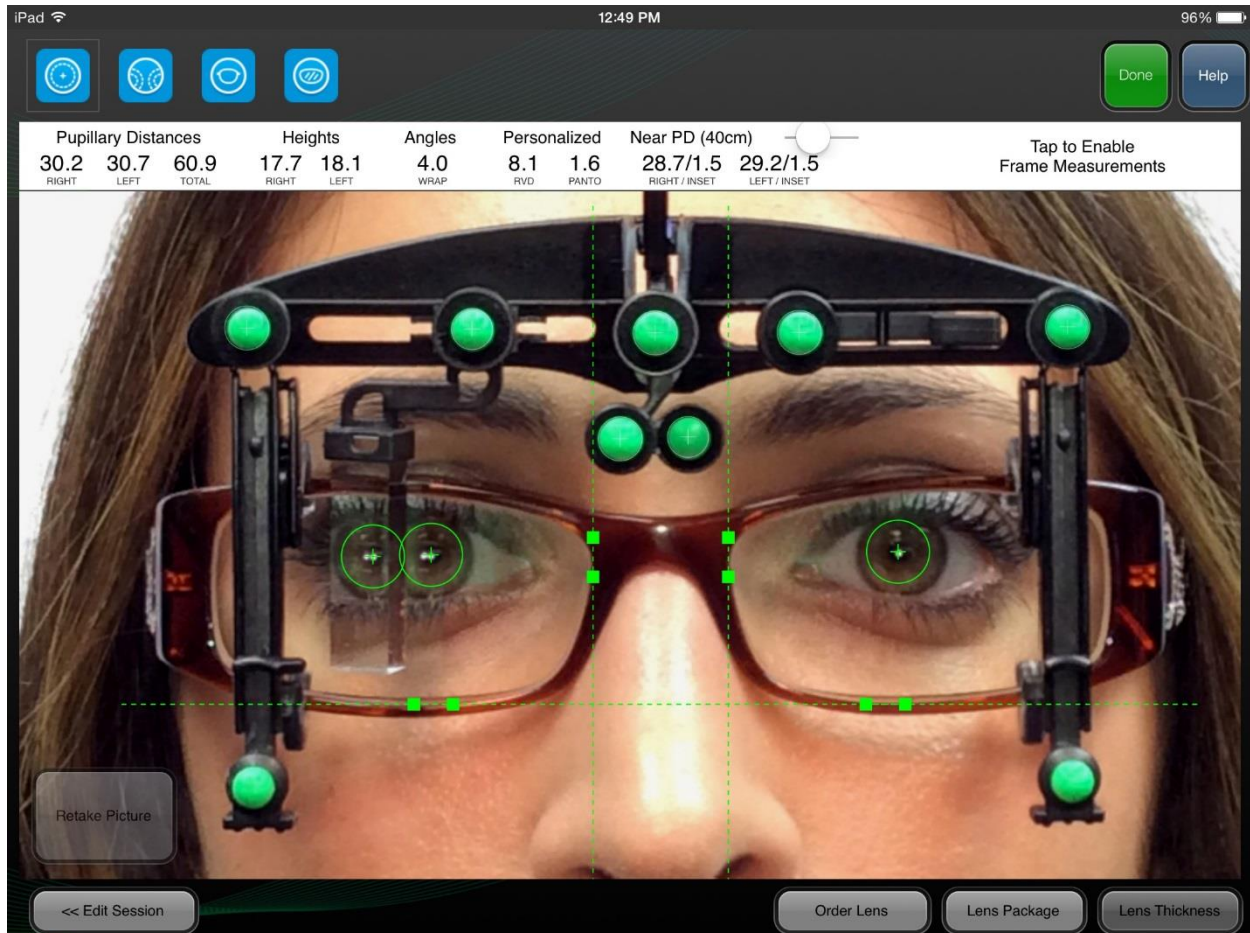 iPad 12:49 PM 96%
Done Help
Pupillary Distances Heights Angles Personalized Near PD (40cm) Tap to Enable
Frame Measurements
30.2 30.7 60.9 17.7 18.1 4.0 8.1 1.6 28.7/1.5 29.2/1.5
RIGHT LEFT TOTAL RIGHT LEFT WRAP RVD PANTO RIGHT / INSET LEFT / INSET
Retake Picture
<< Edit Session Order Lens Lens Package Lens Thickness